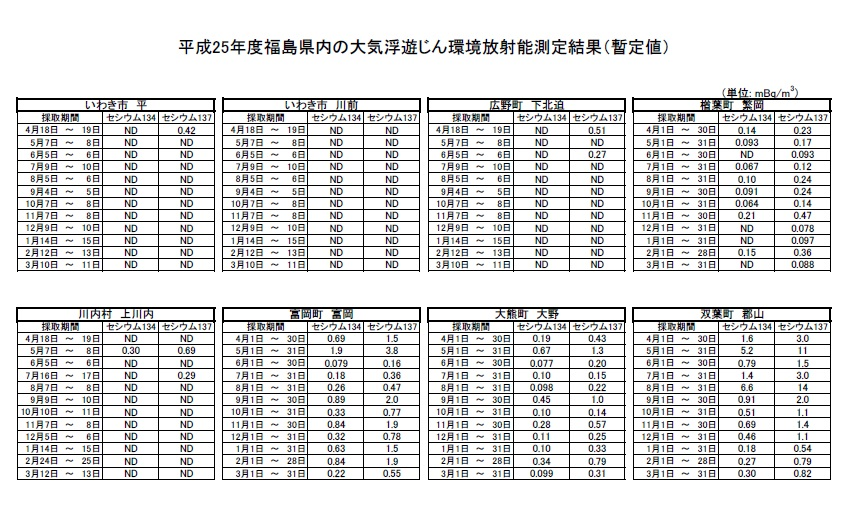 平成25年度福島県内の大気浮遊じん環境放射能測定結果(暫定値)
(単位: mBq/m³)
いわき市 平
採取期間 セシウム134 セシウム137
4月18日 ～ 19日 ND 0.42
5月7日 ～ 8日 ND ND
6月5日 ～ 6日 ND ND
7月9日 ～ 10日 ND ND
8月5日 ～ 6日 ND ND
9月4日 ～ 5日 ND ND
10月7日 ～ 8日 ND ND
11月7日 ～ 8日 ND ND
12月9日 ～ 10日 ND ND
1月14日 ～ 15日 ND ND
2月12日 ～ 13日 ND ND
3月10日 ～ 11日 ND ND
いわき市 川前
採取期間 セシウム134 セシウム137
4月18日 ～ 19日 ND ND
5月7日 ～ 8日 ND ND
6月5日 ～ 6日 ND ND
7月9日 ～ 10日 ND ND
8月5日 ～ 6日 ND ND
9月4日 ～ 5日 ND ND
10月7日 ～ 8日 ND ND
11月7日 ～ 8日 ND ND
12月9日 ～ 10日 ND ND
1月14日 ～ 15日 ND ND
2月12日 ～ 13日 ND ND
3月10日 ～ 11日 ND ND
広野町 下北迫
採取期間 セシウム134 セシウム137
4月18日 ～ 19日 ND 0.51
5月7日 ～ 8日 ND ND
6月5日 ～ 6日 ND 0.27
7月9日 ～ 10日 ND ND
8月5日 ～ 6日 ND ND
9月4日 ～ 5日 ND ND
10月7日 ～ 8日 ND ND
11月7日 ～ 8日 ND ND
12月9日 ～ 10日 ND ND
1月14日 ～ 15日 ND ND
2月12日 ～ 13日 ND ND
3月10日 ～ 11日 ND ND
楢葉町 繁岡
採取期間 セシウム134 セシウム137
4月1日 ～ 30日 0.14 0.23
5月1日 ～ 31日 0.093 0.17
6月1日 ～ 30日 ND 0.093
7月1日 ～ 31日 0.067 0.12
8月1日 ～ 31日 0.10 0.24
9月1日 ～ 30日 0.091 0.24
10月1日 ～ 31日 0.064 0.14
11月1日 ～ 30日 0.21 0.47
12月1日 ～ 31日 ND 0.078
1月1日 ～ 31日 ND 0.097
2月1日 ～ 28日 0.15 0.36
3月1日 ～ 31日 ND 0.088
川内村 上川内
採取期間 セシウム134 セシウム137
4月18日 ～ 19日 ND ND
5月7日 ～ 8日 0.30 0.69
6月5日 ～ 6日 ND ND
7月16日 ～ 17日 ND 0.29
8月7日 ～ 8日 ND ND
9月9日 ～ 10日 ND ND
10月10日 ～ 11日 ND ND
11月7日 ～ 8日 ND ND
12月5日 ～ 6日 ND ND
1月14日 ～ 15日 ND ND
2月24日 ～ 25日 ND ND
3月12日 ～ 13日 ND ND
富岡町 富岡
採取期間 セシウム134 セシウム137
4月1日 ～ 30日 0.69 1.5
5月1日 ～ 31日 1.9 3.8
6月1日 ～ 30日 0.079 0.16
7月1日 ～ 31日 0.18 0.36
8月1日 ～ 31日 0.26 0.47
9月1日 ～ 30日 0.89 2.0
10月1日 ～ 31日 0.33 0.77
11月1日 ～ 30日 0.84 1.9
12月1日 ～ 31日 0.32 0.78
1月1日 ～ 31日 0.63 1.5
2月1日 ～ 28日 0.84 1.9
3月1日 ～ 31日 0.22 0.55
大熊町 大野
採取期間 セシウム134 セシウム137
4月1日 ～ 30日 0.19 0.43
5月1日 ～ 31日 0.67 1.3
6月1日 ～ 30日 0.077 0.20
7月1日 ～ 31日 0.10 0.15
8月1日 ～ 31日 0.098 0.22
9月1日 ～ 30日 0.45 1.0
10月1日 ～ 31日 0.10 0.14
11月1日 ～ 30日 0.28 0.57
12月1日 ～ 31日 0.11 0.25
1月1日 ～ 31日 0.10 0.33
2月1日 ～ 28日 0.34 0.79
3月1日 ～ 31日 0.099 0.31
双葉町 郡山
採取期間 セシウム134 セシウム137
4月1日 ～ 30日 1.6 3.0
5月1日 ～ 31日 5.2 11
6月1日 ～ 30日 0.79 1.5
7月1日 ～ 31日 1.4 3.0
8月1日 ～ 31日 6.6 14
9月1日 ～ 30日 0.91 2.0
10月1日 ～ 31日 0.51 1.1
11月1日 ～ 30日 0.69 1.4
12月1日 ～ 31日 0.46 1.1
1月1日 ～ 31日 0.18 0.54
2月1日 ～ 28日 0.27 0.79
3月1日 ～ 31日 0.30 0.82